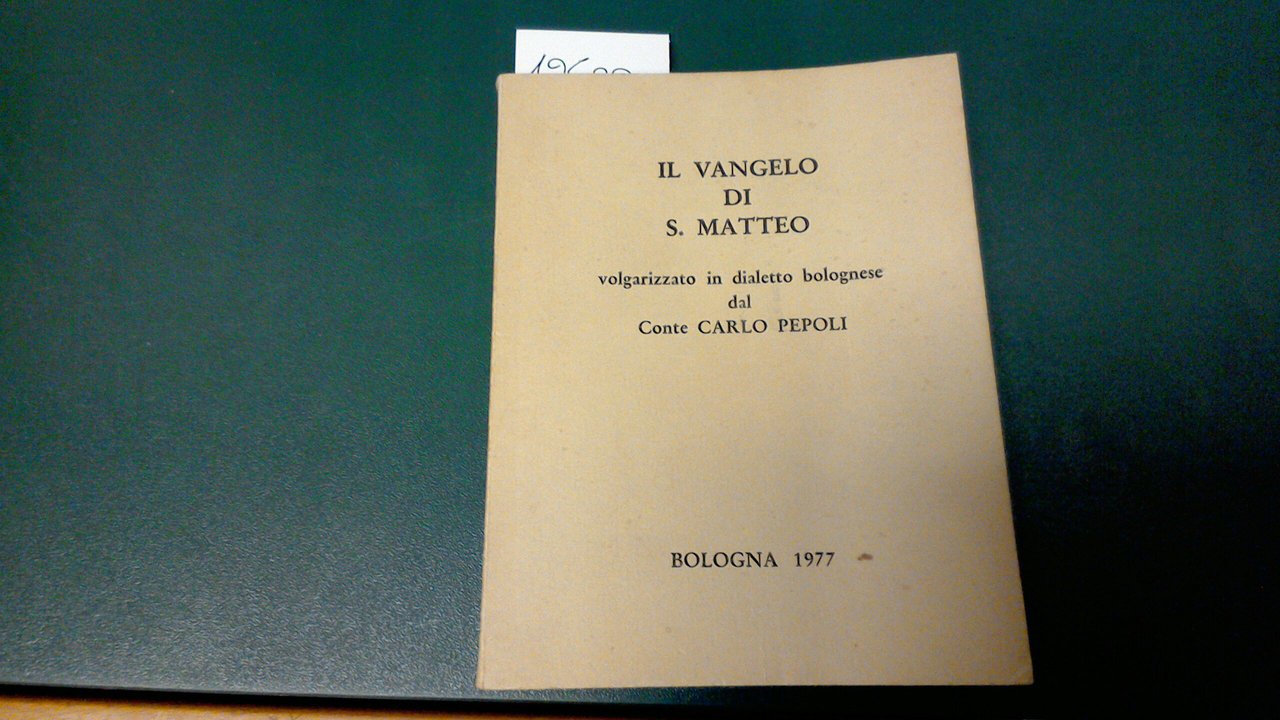 IL VANGELO
DI
S. MATTEO
volgarizzato in dialetto bolognese
dal
Conte CARLO PEPOLI
BOLOGNA 1977